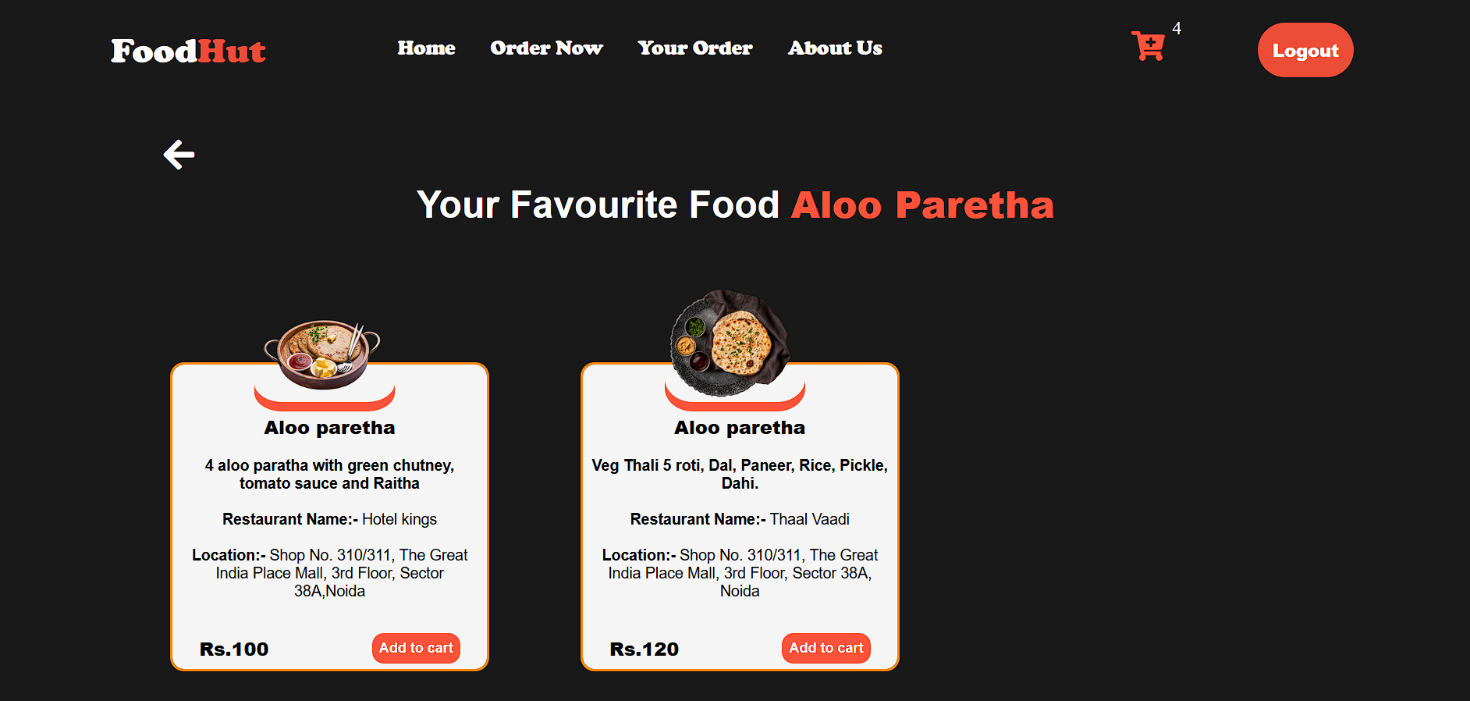 FoodHut
Home Order Now Your Order About Us
4
Logout
Your Favourite Food Aloo Paretha
Aloo paretha
4 aloo paratha with green chutney,
tomato sauce and Raitha
Restaurant Name:- Hotel kings
Location:- Shop No. 310/311, The Great
India Place Mall, 3rd Floor, Sector
38A,Noida
Rs.100
Add to cart
Aloo paretha
Veg Thali 5 roti, Dal, Paneer, Rice, Pickle,
Dahi.
Restaurant Name:- Thaal Vaadi
Location:- Shop No. 310/311, The Great
India Place Mall, 3rd Floor, Sector 38A,
Noida
Rs.120
Add to cart